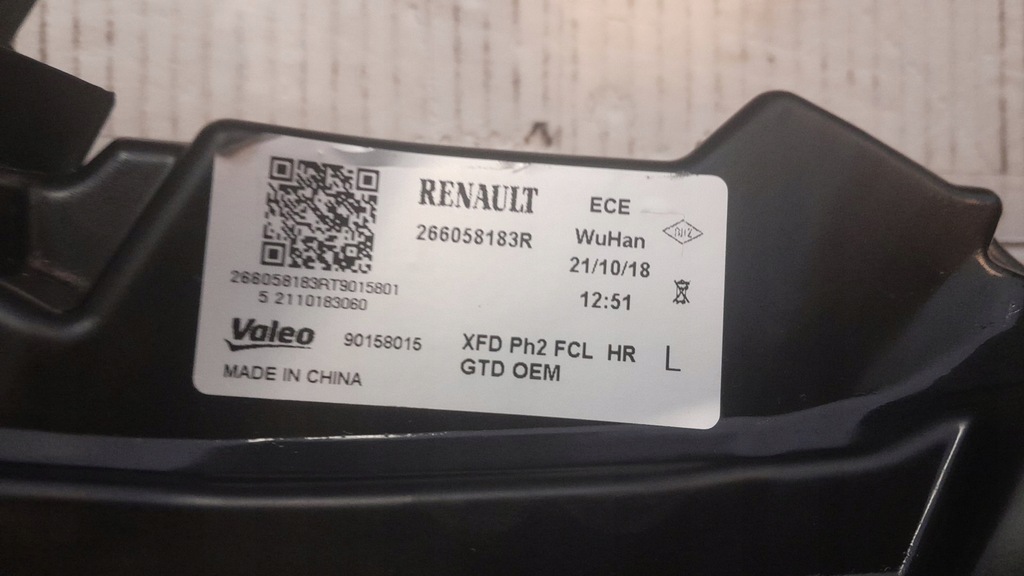 RENAULT
266058183R
266058183RT9015801
5 2110183060
Valeo 90158015
MADE IN CHINA
ECE
WuHan
21/10/18
12:51
XFD Ph2 FCL HR L
GTD OEM